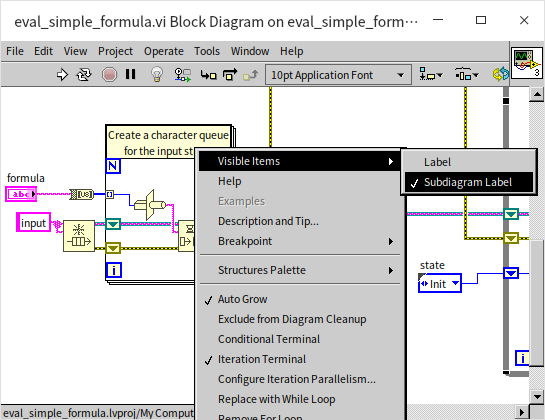 eval_simple_formula.vi Block Diagram on eval_simple_form···
File Edit View Project Operate Tools Window Help
10pt Application Font
3
Create a character queue
for the input st
N
Visible Items
Label
Help
Subdiagram Label
formula
abc
U8
Examples
input
Description and Tip...
Breakpoint
state
Structures Palette
i
Init
Auto Grow
Exclude from Diagram Cleanup
Conditional Terminal
Iteration Terminal
i
Configure Iteration Parallelism...
Replace with While Loop
eval_simple_formula.lvproj/My Comput
Remove For Loop